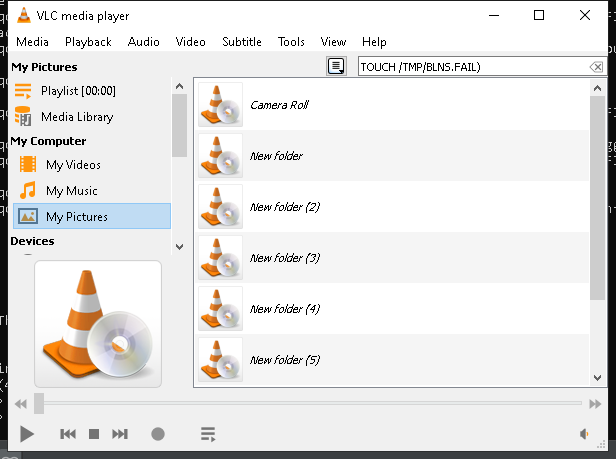 VLC media player
Media Playback Audio Video Subtitle Tools View Help
My Pictures
TOUCH /TMP/BLNS.FAIL)
Playlist [00:00]
Media Library
My Computer
My Videos
My Music
My Pictures
Devices
Camera Roll
New folder
New folder (2)
New folder (3)
New folder (4)
New folder (5)